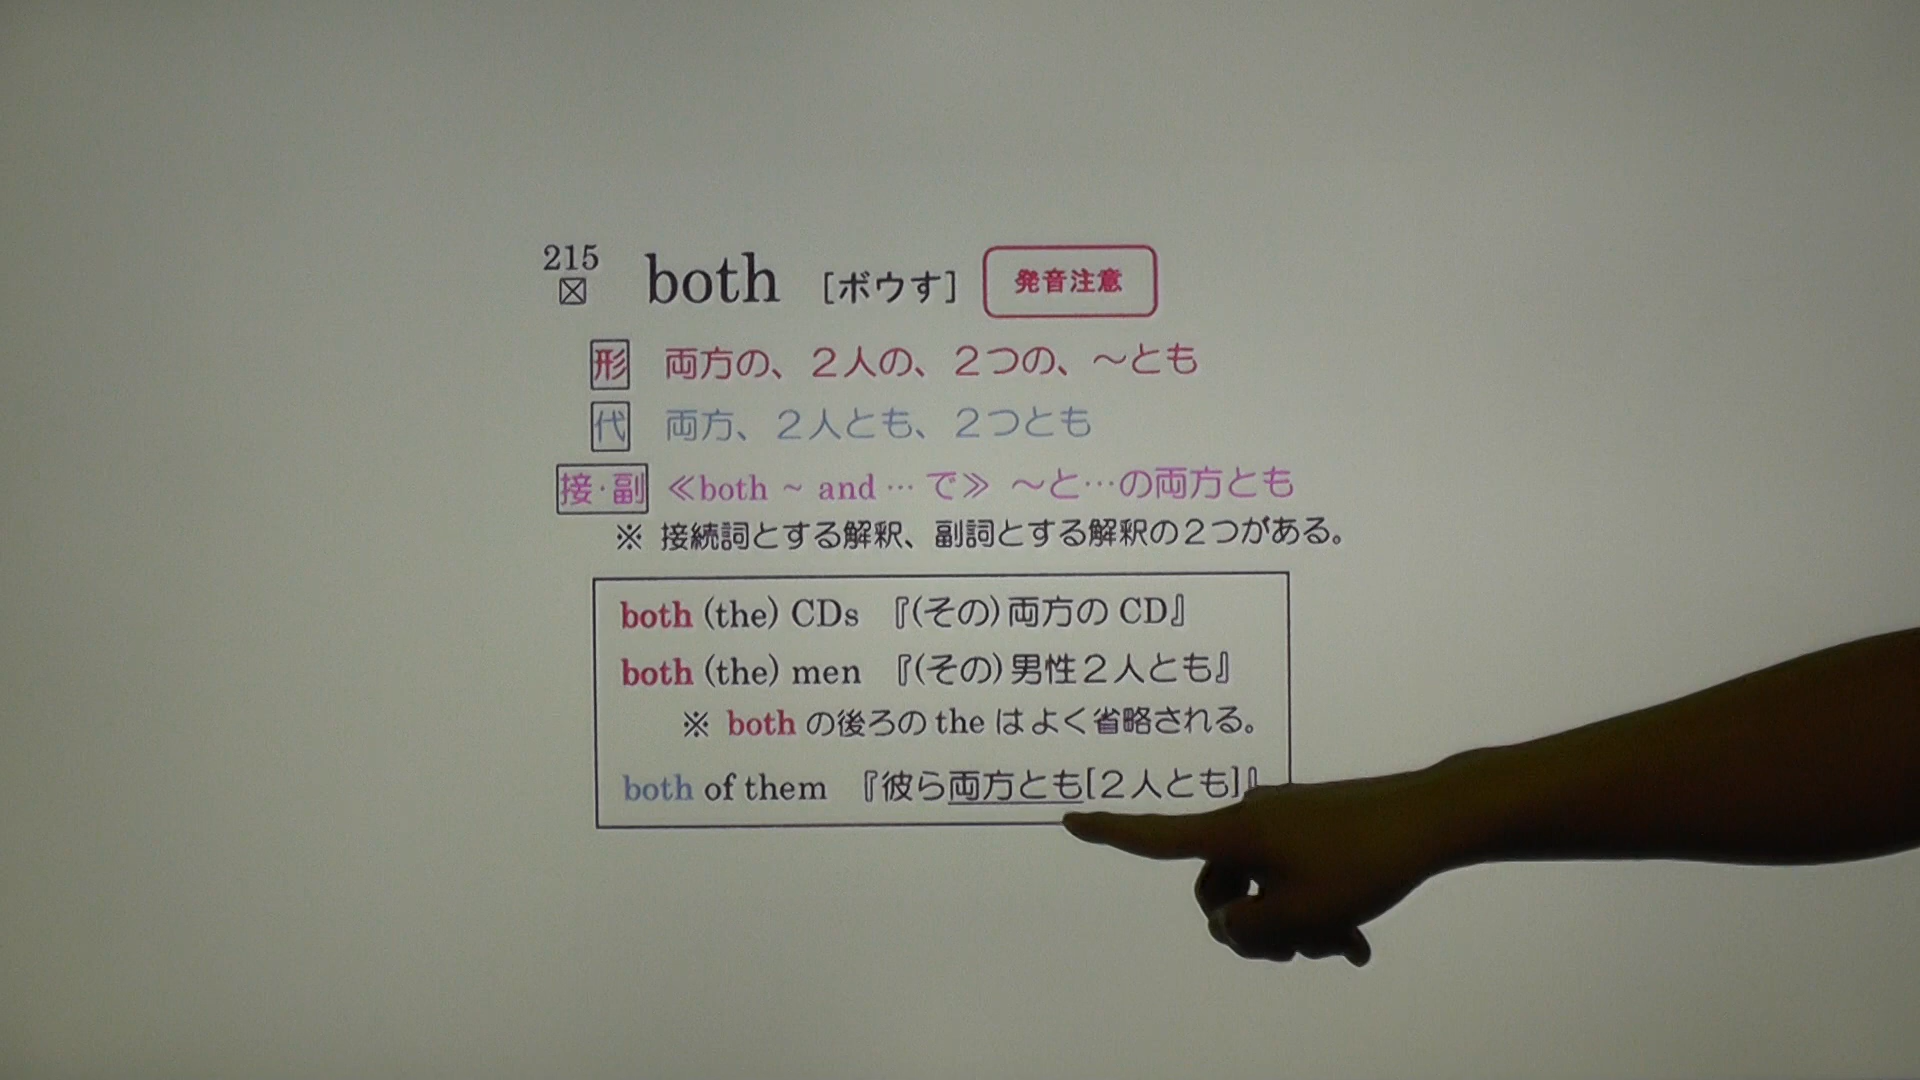 215
both [ボウす] 発音注意
形 両方の、２人の、２つの、～とも
代 両方、２人とも、２つとも
接・副 ≪both ~ and … で≫ ～と…の両方とも
※ 接続詞とする解釈、副詞とする解釈の２つがある。
both (the) CDs 『(その) 両方の CD』
both (the) men 『(その) 男性２人とも』
※ both の後ろの the はよく省略される。
both of them 『彼ら両方とも[２人とも]』